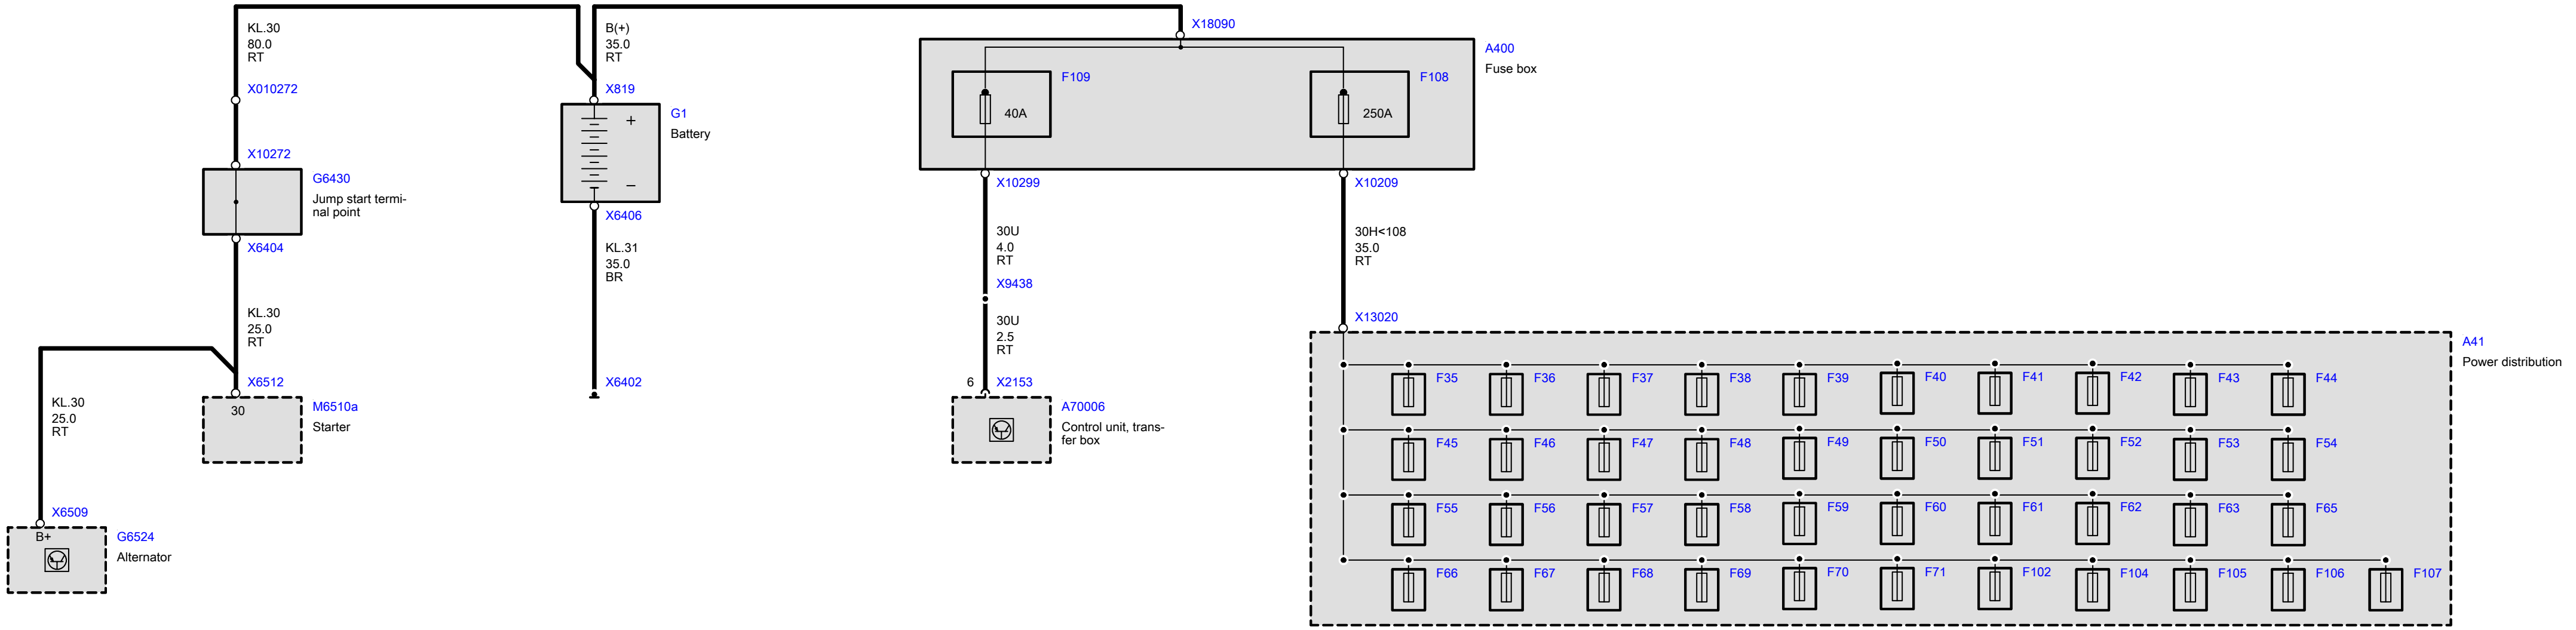 KL.30
80.0
RT
X010272
X10272
G6430
Jump start termi-
nal point
X6404
KL.30
25.0
RT
X6512
30
M6510a
Starter
KL.30
25.0
RT
X6509
B+
G6524
Alternator
B(+)
35.0
RT
X819
G1
Battery
+
−
X6406
KL.31
35.0
BR
X6402
X18090
A400
Fuse box
F109
40A
F108
250A
X10299
30U
4.0
RT
X9438
30U
2.5
RT
6 X2153
A70006
Control unit, trans-
fer box
X10209
30H<108
35.0
RT
X13020
A41
Power distribution
F35 F36 F37 F38 F39 F40 F41 F42 F43 F44
F45 F46 F47 F48 F49 F50 F51 F52 F53 F54
F55 F56 F57 F58 F59 F60 F61 F62 F63 F65
F66 F67 F68 F69 F70 F71 F102 F104 F105 F106 F107